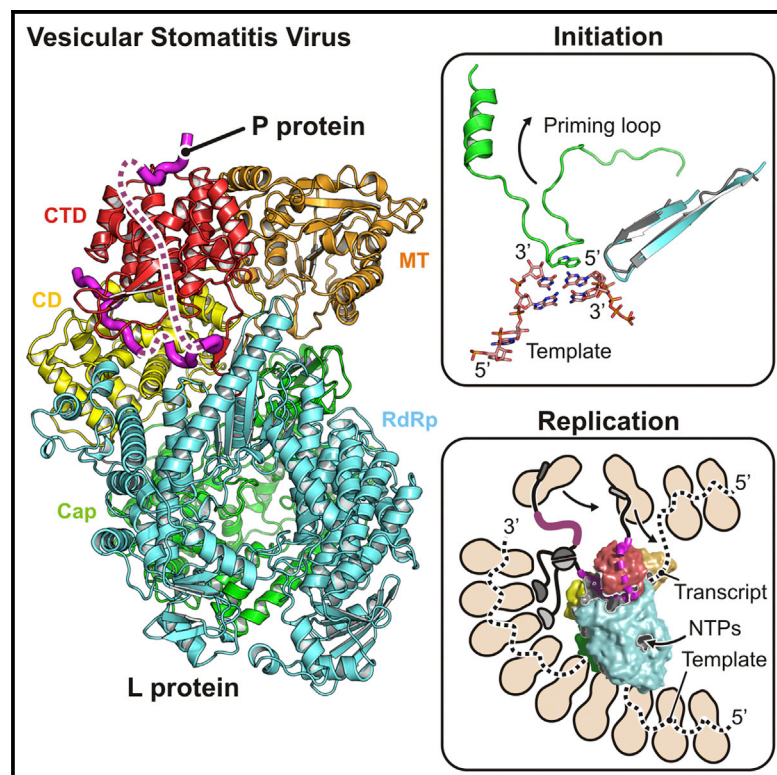 Vesicular Stomatitis Virus
P protein
CTD
MT
CD
RdRp
Cap
L protein
Initiation
Priming loop
3’
5’
3’
Template
5’
Replication
5’
3’
Transcript
NTPs
Template
5’